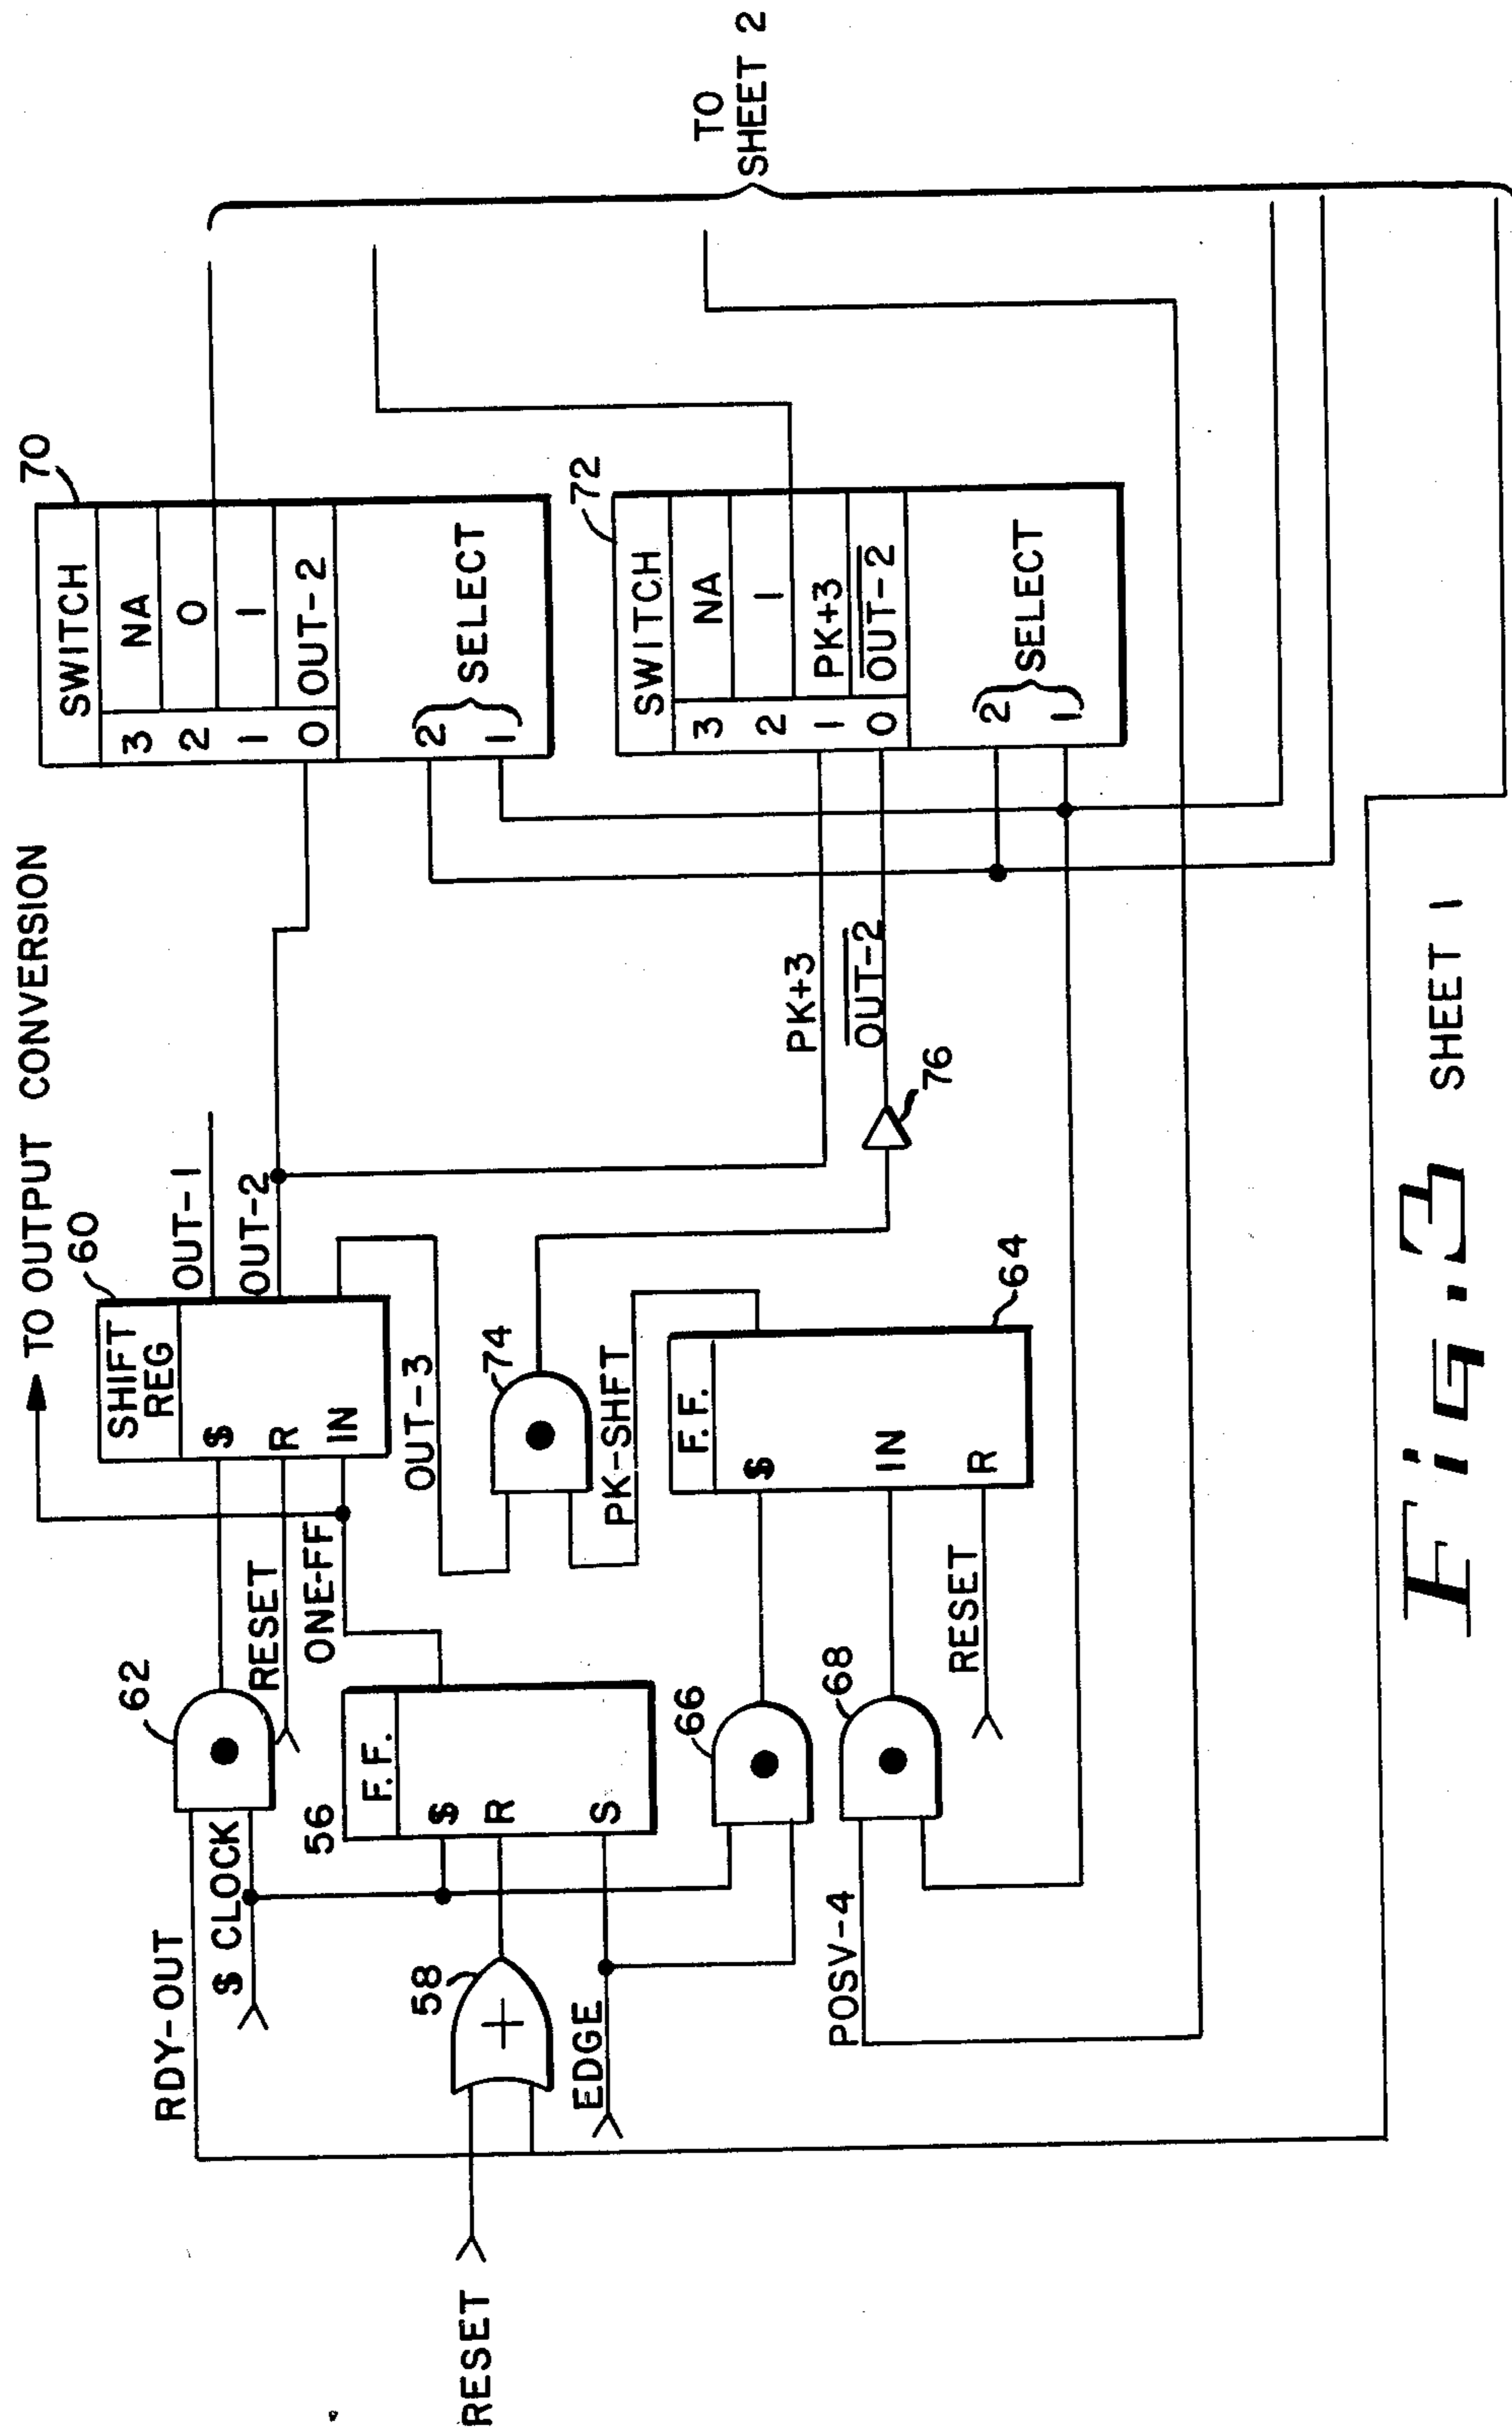 TO OUTPUT CONVERSION
60
SHIFT
REG
$
R
IN
OUT-1
OUT-2
OUT-3
RDY-OUT
$ CLOCK
62
RESET
ONE-FF
56
F.F.
$
R
S
58
RESET
EDGE
74
PK-SHFT
66
68
POSV-4
RESET
F.F.
$
IN
R
64
76
PK+3
OUT-2
70
SWITCH
3 NA
2 0
1 1
0 OUT-2
2
1
SELECT
72
SWITCH
3 NA
2 1
1 PK+3
0 OUT-2
2
1
SELECT
TO
SHEET 2
Fig. 3 SHEET 1